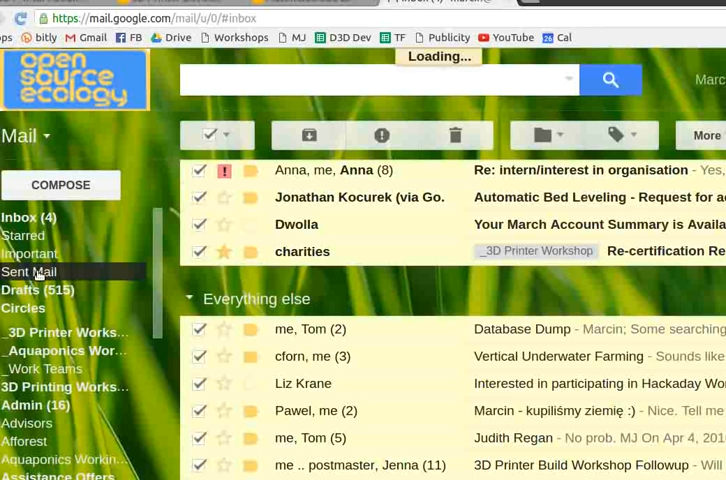 https://mail.google.com/mail/u/0/#inbox
ps bitly M Gmail FB Drive Workshops MJ D3D Dev TF Publicity YouTube 26 Cal
Loading...
open
source
ecology
Marc
Mail
More
COMPOSE
Anna, me, Anna (8) Re: intern/interest in organisation - Yes,
Jonathan Kocurek (via Go. Automatic Bed Leveling - Request for
Dwolla Your March Account Summary is Availa
charities _3D Printer Workshop Re-certification Re
Inbox (4)
Starred
Important
Sent Mail
Drafts (515)
Circles
_3D Printer Works...
_Aquaponics Wor...
_Work Teams
3D Printing Works...
Admin (16)
Advisors
Afforest
Aquaponics Workin...
Assistance Offers
Everything else
me, Tom (2) Database Dump - Marcin; Some searching
cforn, me (3) Vertical Underwater Farming - Sounds like
Liz Krane Interested in participating in Hackaday Wo
Pawel, me (2) Marcin - kupiliśmy ziemię :) - Nice. Tell me
me, Tom (5) Judith Regan - No prob. MJ On Apr 4, 201
me .. postmaster, Jenna (11) 3D Printer Build Workshop Followup - Will